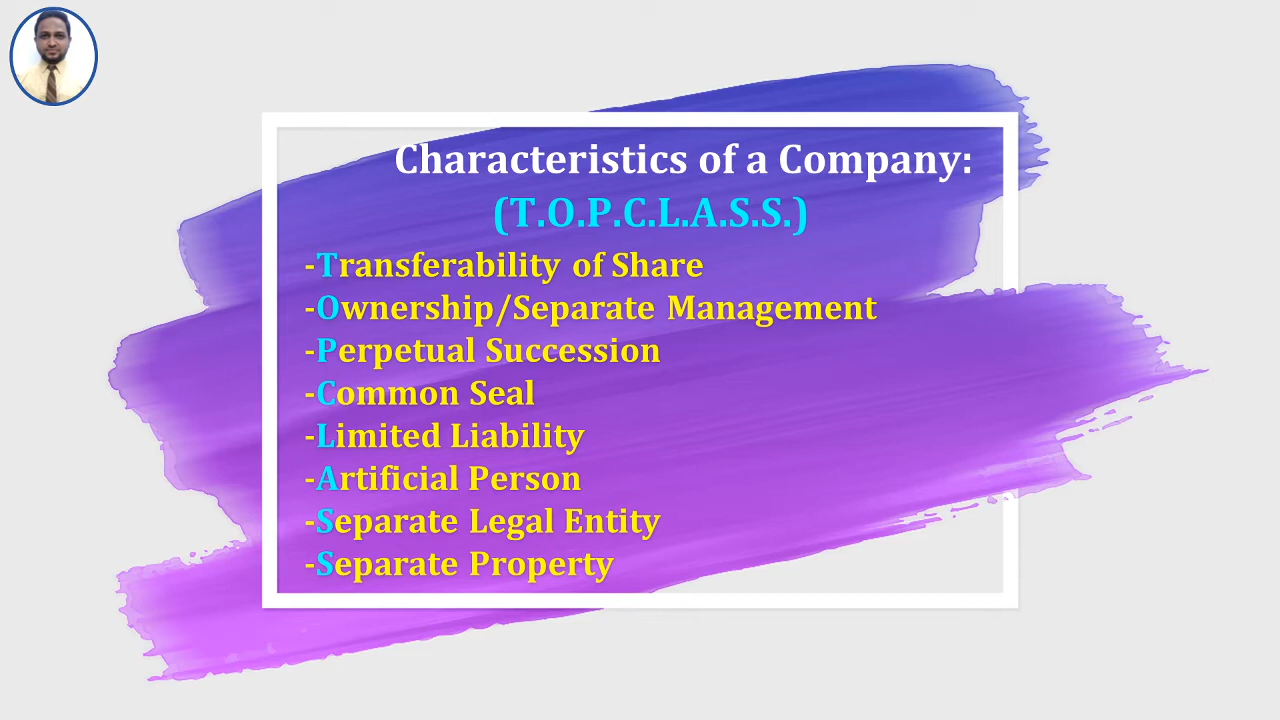 Characteristics of a Company:
(T.O.P.C.L.A.S.S.)
-Transferability of Share
-Ownership/Separate Management
-Perpetual Succession
-Common Seal
-Limited Liability
-Artificial Person
-Separate Legal Entity
-Separate Property